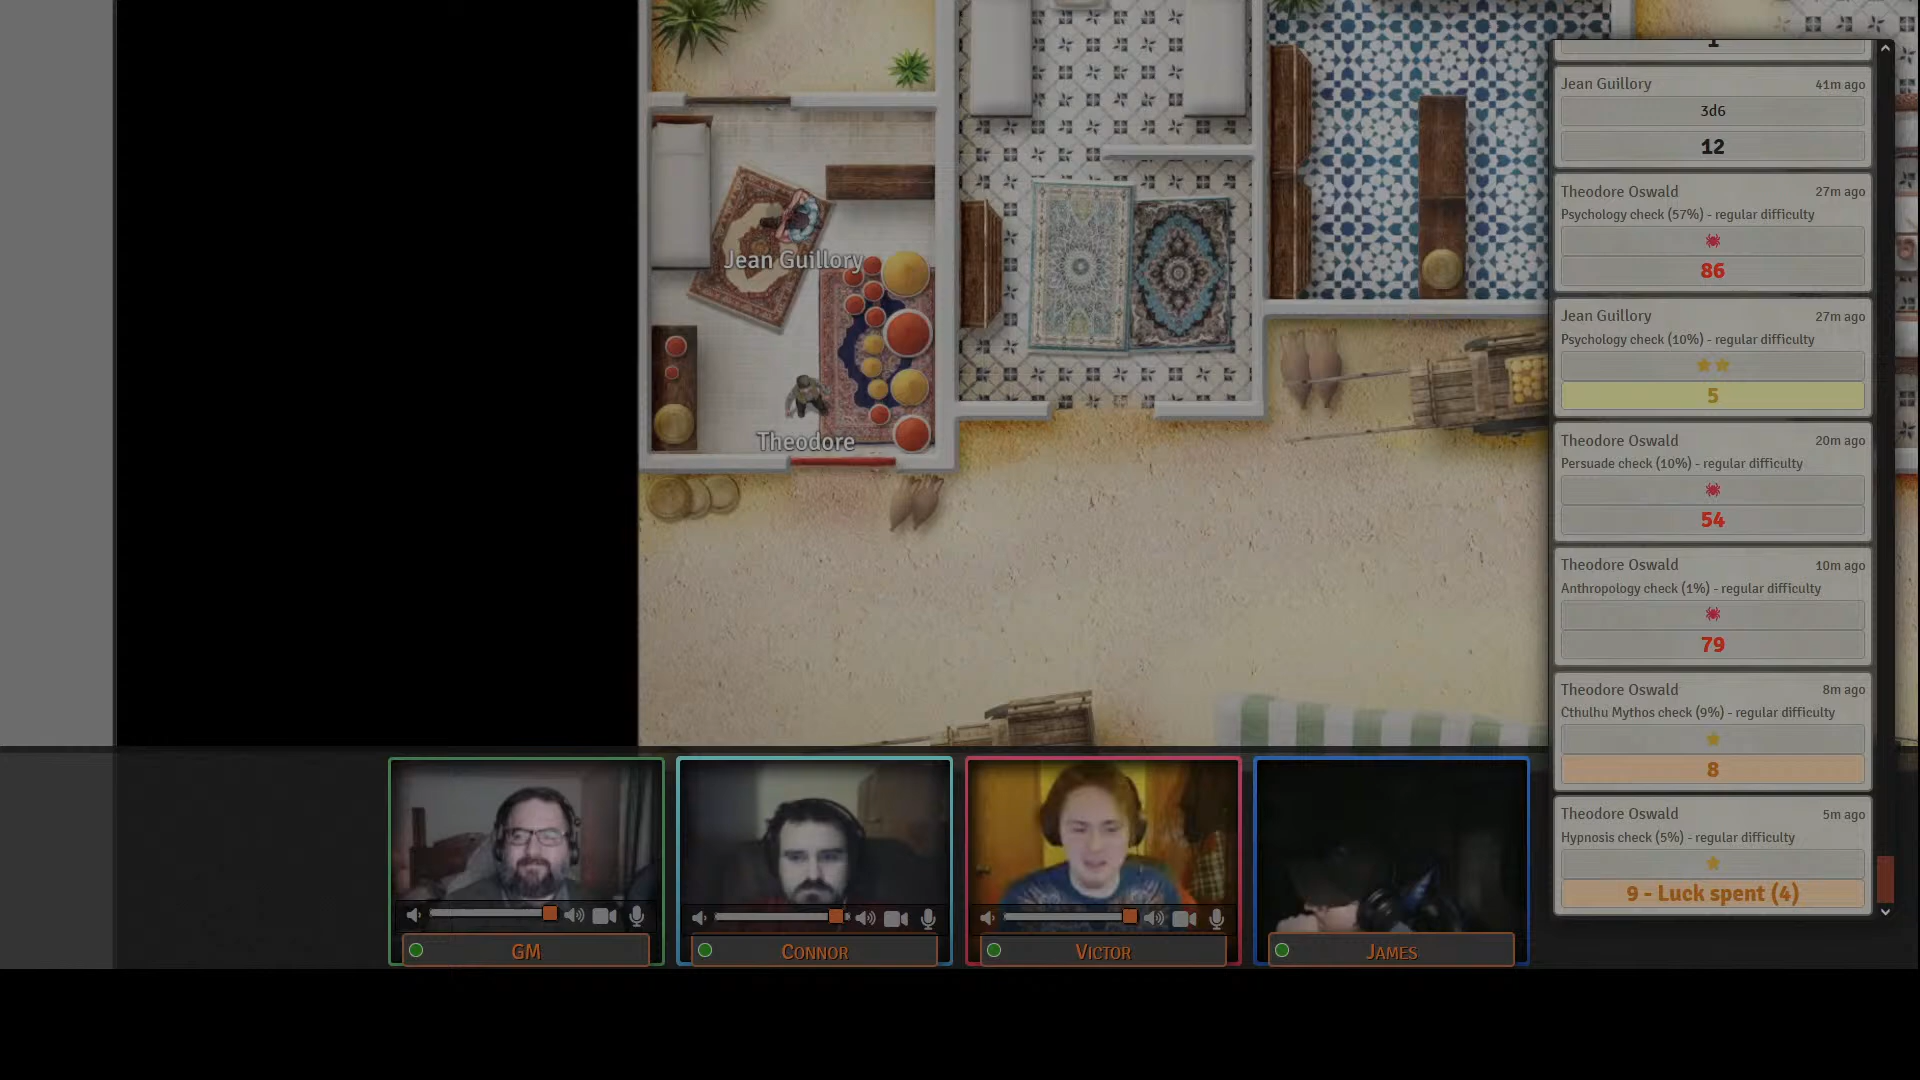 1
Jean Guillory
41m ago
3d6
12
Theodore Oswald
27m ago
Psychology check (57%) - regular difficulty
86
Jean Guillory
27m ago
Psychology check (10%) - regular difficulty
5
Theodore Oswald
20m ago
Persuade check (10%) - regular difficulty
54
Theodore Oswald
10m ago
Anthropology check (1%) - regular difficulty
79
Theodore Oswald
8m ago
Cthulhu Mythos check (9%) - regular difficulty
8
Theodore Oswald
5m ago
Hypnosis check (5%) - regular difficulty
9 - Luck spent (4)
Jean Guillory
Theodore
GM
Connor
Victor
James